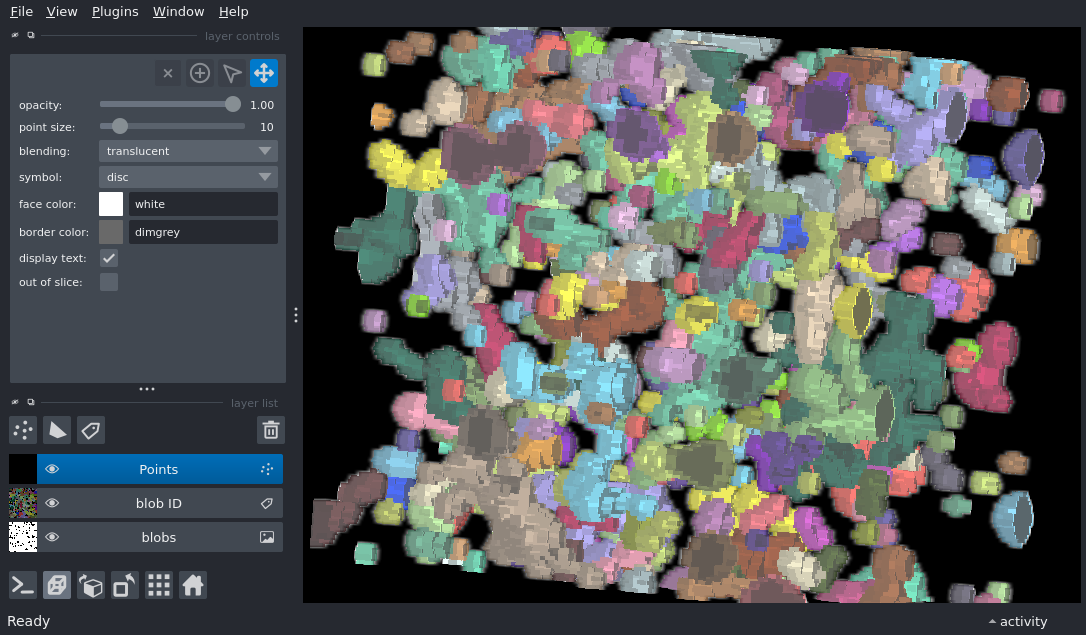 File View Plugins Window Help
layer controls
opacity: 1.00
point size: 10
blending: translucent
symbol: disc
face color: white
border color: dimgrey
display text:
out of slice:
layer list
Points
blob ID
blobs
Ready activity